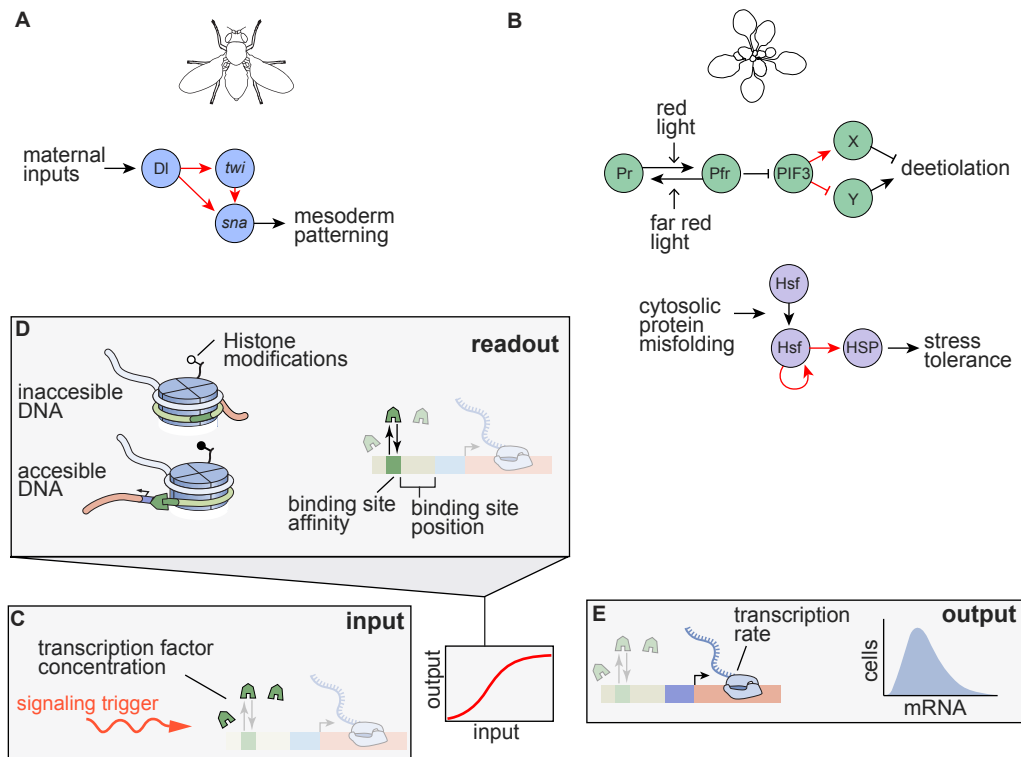 A
maternal
inputs
Dl
twi
sna
mesoderm
patterning
B
red
light
Pr
Pfr
PIF3
X
Y
deetiolation
far red
light
Hsf
cytosolic
protein
misfolding
Hsf
HSP
stress
tolerance
D
readout
Histone
modifications
inaccesible
DNA
accesible
DNA
binding site
affinity
binding site
position
C
input
transcription factor
concentration
signaling trigger
output
input
E
output
transcription
rate
cells
mRNA